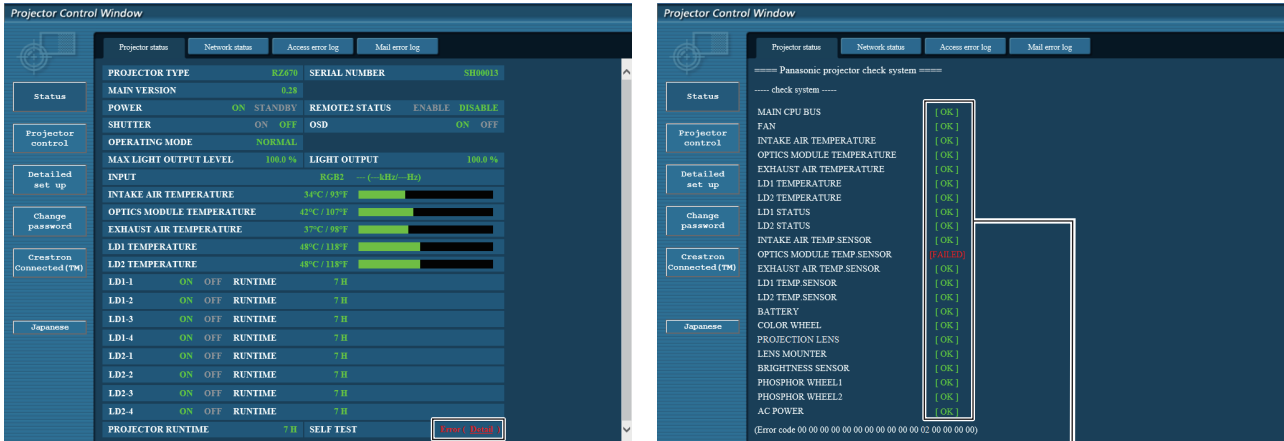 Projector Control Window
Projector status Network status Access error log Mail error log
Status
Projector control
Detailed set up
Change password
Crestron Connected(TM)
Japanese
PROJECTOR TYPE RZ670 SERIAL NUMBER SH00013
MAIN VERSION 0.28
POWER ON STANDBY REMOTE2 STATUS ENABLE DISABLE
SHUTTER ON OFF OSD ON OFF
OPERATING MODE NORMAL
MAX LIGHT OUTPUT LEVEL 100.0 % LIGHT OUTPUT 100.0 %
INPUT RGB2 --- (---kHz/---Hz)
INTAKE AIR TEMPERATURE 34°C / 93°F
OPTICS MODULE TEMPERATURE 42°C / 107°F
EXHAUST AIR TEMPERATURE 37°C / 98°F
LD1 TEMPERATURE 48°C / 118°F
LD2 TEMPERATURE 48°C / 118°F
LD1-1 ON OFF RUNTIME 7 H
LD1-2 ON OFF RUNTIME 7 H
LD1-3 ON OFF RUNTIME 7 H
LD1-4 ON OFF RUNTIME 7 H
LD2-1 ON OFF RUNTIME 7 H
LD2-2 ON OFF RUNTIME 7 H
LD2-3 ON OFF RUNTIME 7 H
LD2-4 ON OFF RUNTIME 7 H
PROJECTOR RUNTIME 7 H SELF TEST Error ( Detail )
Projector Control Window
Projector status Network status Access error log Mail error log
Status
Projector control
Detailed set up
Change password
Crestron Connected(TM)
Japanese
==== Panasonic projector check system ====
----- check system -----
MAIN CPU BUS [ OK ]
FAN [ OK ]
INTAKE AIR TEMPERATURE [ OK ]
OPTICS MODULE TEMPERATURE [ OK ]
EXHAUST AIR TEMPERATURE [ OK ]
LD1 TEMPERATURE [ OK ]
LD2 TEMPERATURE [ OK ]
LD1 STATUS [ OK ]
LD2 STATUS [ OK ]
INTAKE AIR TEMP.SENSOR [ OK ]
OPTICS MODULE TEMP.SENSOR [FAILED]
EXHAUST AIR TEMP.SENSOR [ OK ]
LD1 TEMP.SENSOR [ OK ]
LD2 TEMP.SENSOR [ OK ]
BATTERY [ OK ]
COLOR WHEEL [ OK ]
PROJECTION LENS [ OK ]
LENS MOUNTER [ OK ]
BRIGHTNESS SENSOR [ OK ]
PHOSPHOR WHEEL1 [ OK ]
PHOSPHOR WHEEL2 [ OK ]
AC POWER [ OK ]
(Error code 00 00 00 00 00 00 00 00 00 00 00 02 00 00 00 00)